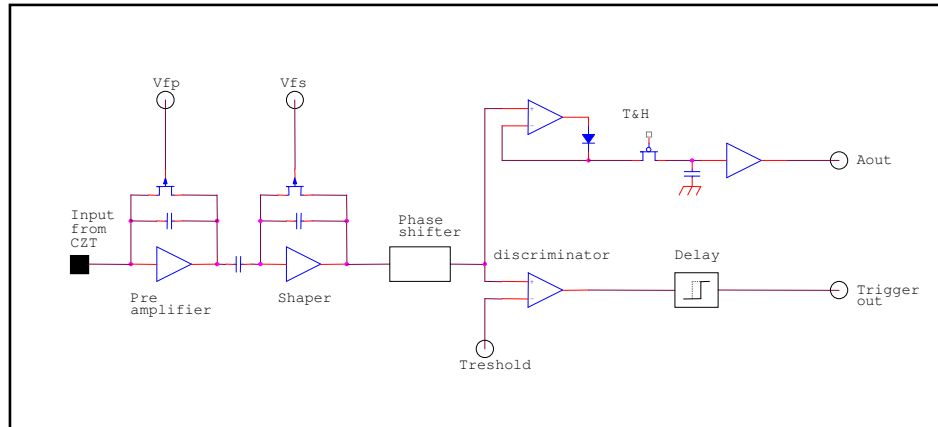 Vfp
Vfs
T&H
Aout
Input
from
CZT
Phase
shifter
discriminator
Delay
Pre
amplifier
Shaper
Trigger
out
Treshold